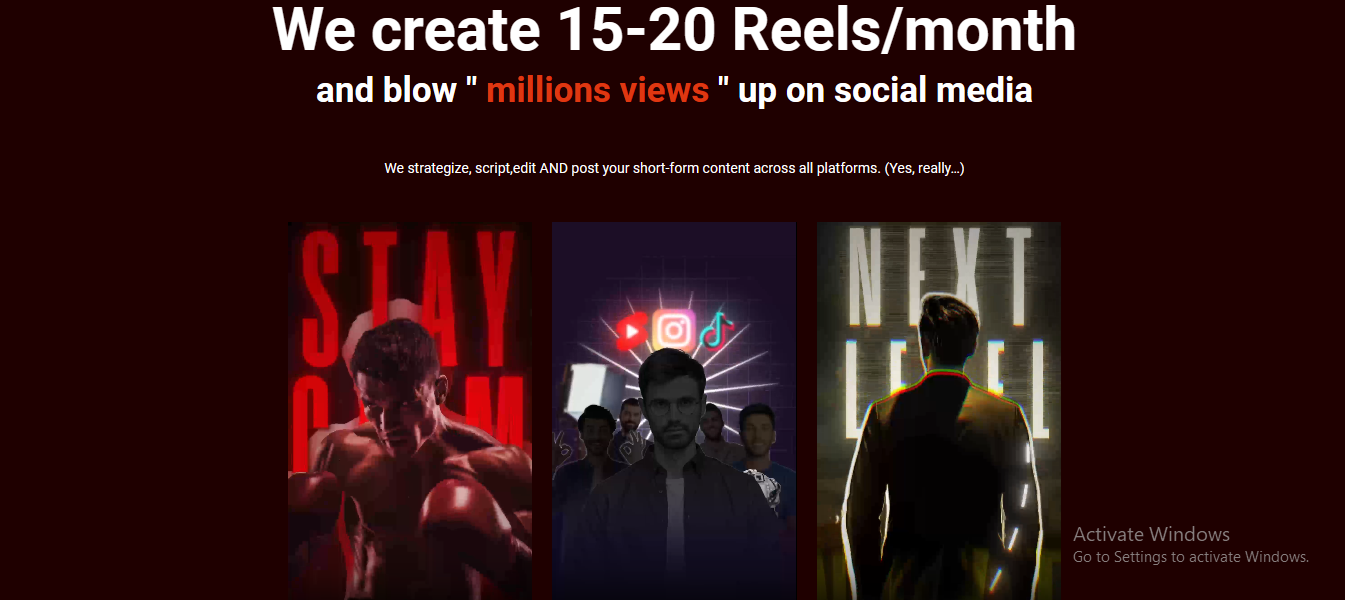 We create 15-20 Reels/month
and blow " millions views " up on social media
We strategize, script,edit AND post your short-form content across all platforms. (Yes, really...)
STAY
NEXT
Activate Windows
Go to Settings to activate Windows.